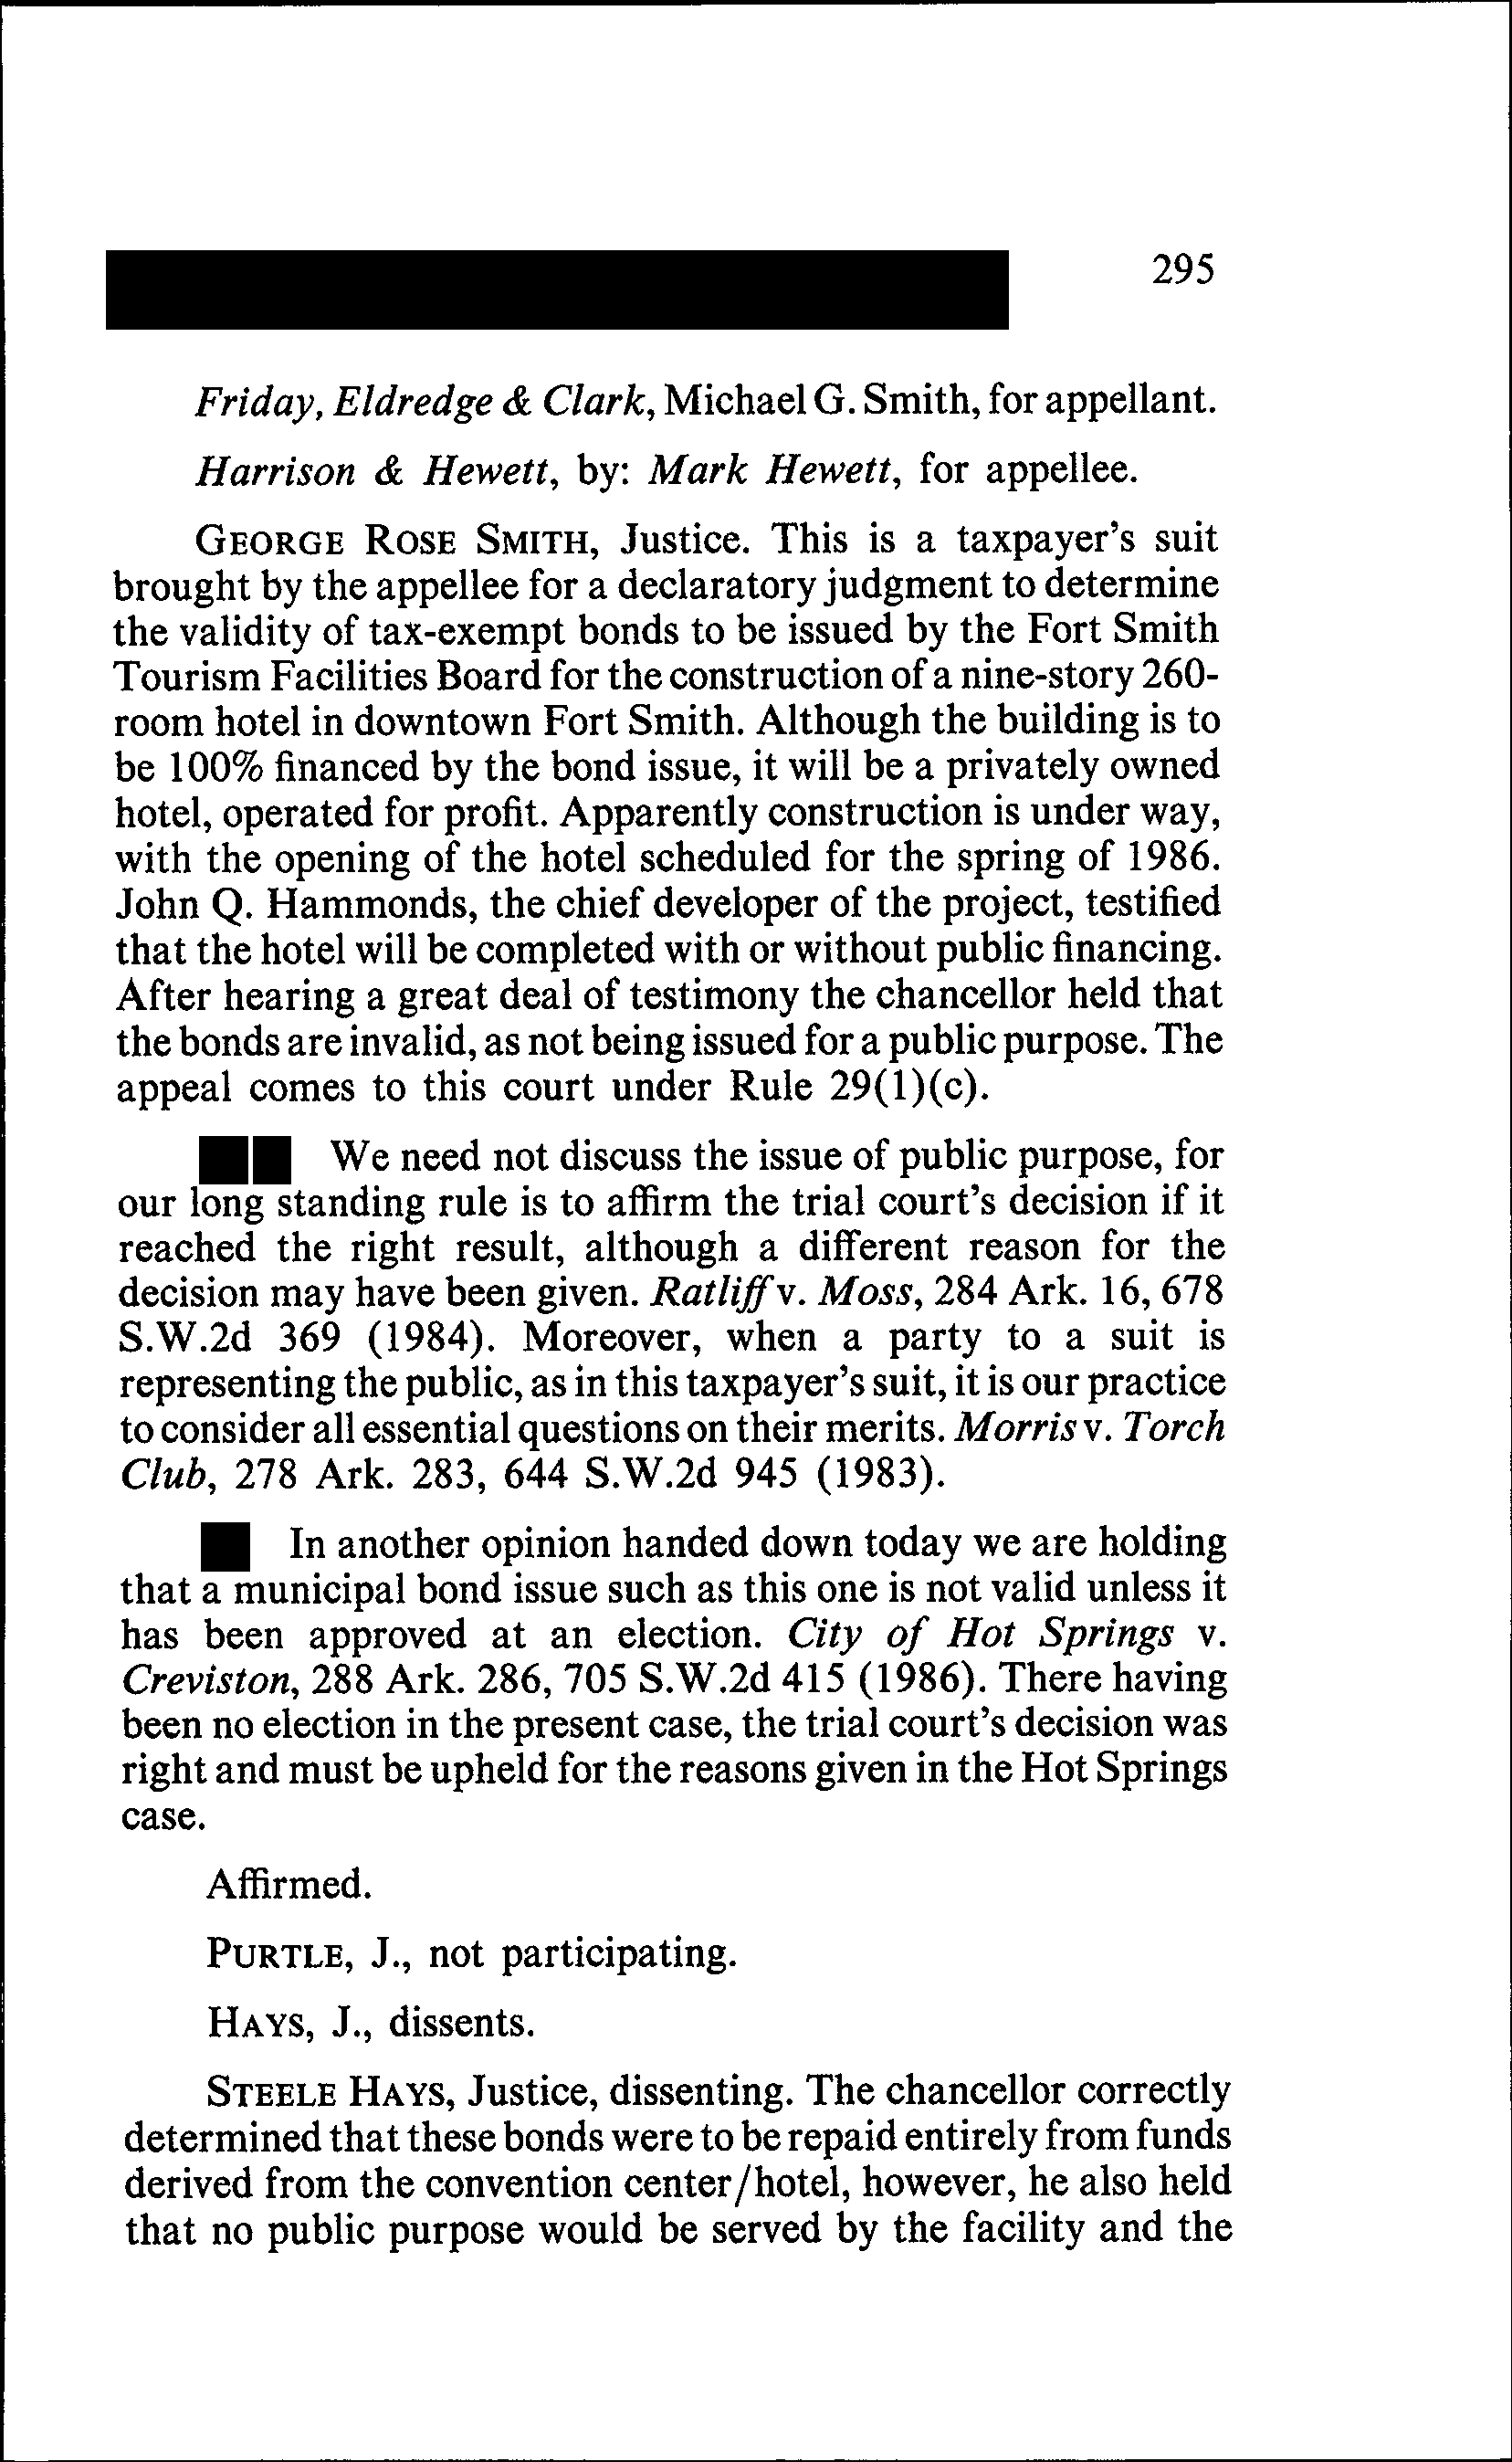 295
Friday, Eldredge & Clark, Michael G. Smith, for appellant.
Harrison & Hewett, by: Mark Hewett, for appellee.
GEORGE ROSE SMITH, Justice. This is a taxpayer's suit
brought by the appellee for a declaratory judgment to determine
the validity of tax-exempt bonds to be issued by the Fort Smith
Tourism Facilities Board for the construction of a nine-story 260-
room hotel in downtown Fort Smith. Although the building is to
be 100% financed by the bond issue, it will be a privately owned
hotel, operated for profit. Apparently construction is under way,
with the opening of the hotel scheduled for the spring of 1986.
John Q. Hammonds, the chief developer of the project, testified
that the hotel will be completed with or without public financing.
After hearing a great deal of testimony the chancellor held that
the bonds are invalid, as not being issued for a public purpose. The
appeal comes to this court under Rule 29(1)(c).
We need not discuss the issue of public purpose, for
our long standing rule is to affirm the trial court's decision if it
reached the right result, although a different reason for the
decision may have been given. Ratliff v. Moss, 284 Ark. 16, 678
S.W.2d 369 (1984). Moreover, when a party to a suit is
representing the public, as in this taxpayer's suit, it is our practice
to consider all essential questions on their merits. Morris v. Torch
Club, 278 Ark. 283, 644 S.W.2d 945 (1983).
In another opinion handed down today we are holding
that a municipal bond issue such as this one is not valid unless it
has been approved at an election. City of Hot Springs v.
Creviston, 288 Ark. 286, 705 S.W.2d 415 (1986). There having
been no election in the present case, the trial court's decision was
right and must be upheld for the reasons given in the Hot Springs
case.
Affirmed.
PURTLE, J., not participating.
HAYS, J., dissents.
STEELE HAYS, Justice, dissenting. The chancellor correctly
determined that these bonds were to be repaid entirely from funds
derived from the convention center/hotel, however, he also held
that no public purpose would be served by the facility and the